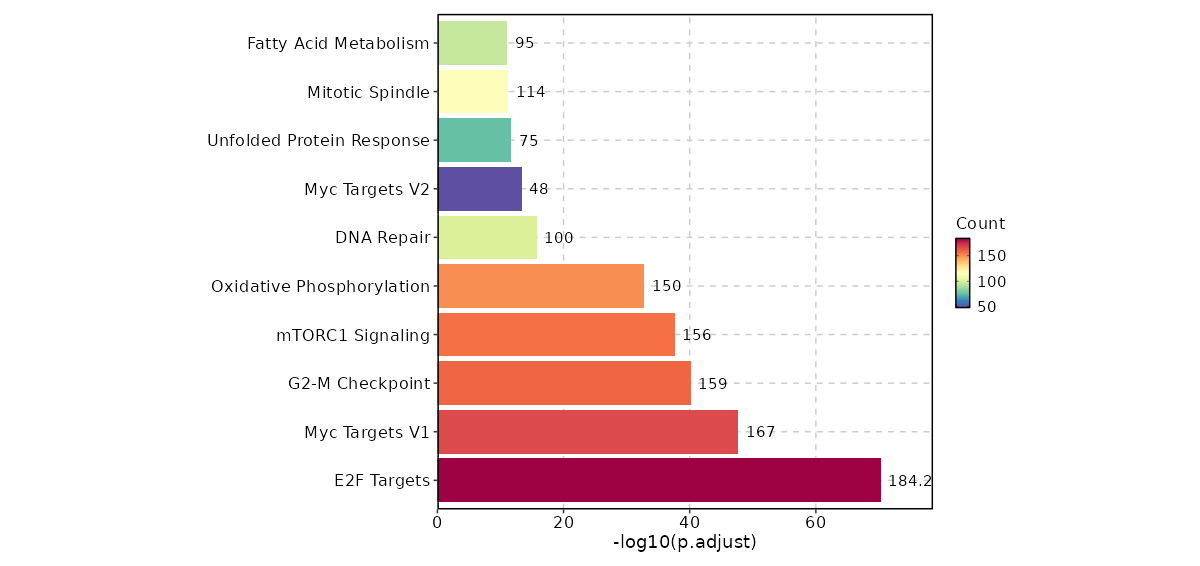 Fatty Acid Metabolism 95
Mitotic Spindle 114
Unfolded Protein Response 75
Myc Targets V2 48
DNA Repair 100
Oxidative Phosphorylation 150
mTORC1 Signaling 156
G2-M Checkpoint 159
Myc Targets V1 167
E2F Targets 184.2
0 20 40 60
-log10(p.adjust)
Count
150
100
50